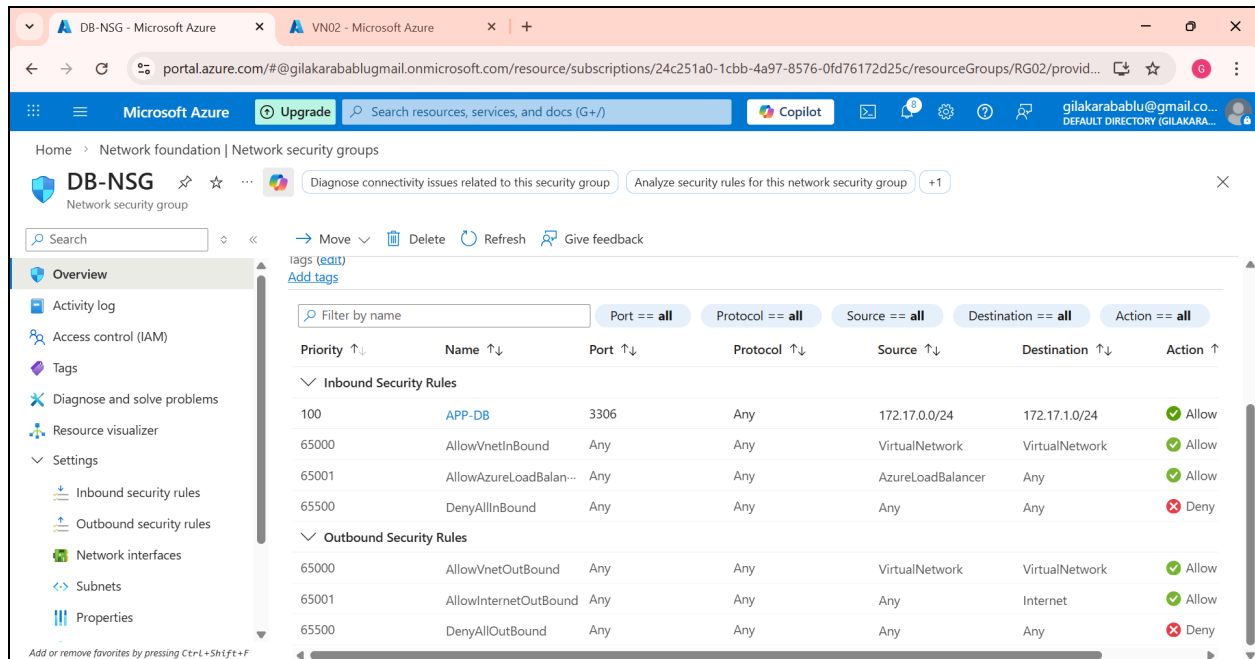 DB-NSG - Microsoft Azure VN02 - Microsoft Azure
portal.azure.com/#@gilakarabablugmail.onmicrosoft.com/resource/subscriptions/24c251a0-1cbb-4a97-8576-0fd76172d25c/resourceGroups/RG02/provid... G
Microsoft Azure Upgrade Search resources, services, and docs (G+/) Copilot 8 gilakarabablu@gmail.co...
DEFAULT DIRECTORY (GILAKARA...
Home > Network foundation | Network security groups
DB-NSG ... Diagnose connectivity issues related to this security group Analyze security rules for this network security group +1
Network security group
Search « Move Delete Refresh Give feedback
Tags (edit)
Overview
Add tags
Activity log
Filter by name Port == all Protocol == all Source == all Destination == all Action == all
Access control (IAM)
Priority ↑↓ Name ↑↓ Port ↑↓ Protocol ↑↓ Source ↑↓ Destination ↑↓ Action ↑
Tags
Inbound Security Rules
Diagnose and solve problems
100 APP-DB 3306 Any 172.17.0.0/24 172.17.1.0/24 Allow
Resource visualizer
65000 AllowVnetInBound Any Any VirtualNetwork VirtualNetwork Allow
Settings
65001 AllowAzureLoadBalan... Any Any AzureLoadBalancer Any Allow
Inbound security rules
65500 DenyAllInBound Any Any Any Any Deny
Outbound security rules
Outbound Security Rules
Network interfaces
65000 AllowVnetOutBound Any Any VirtualNetwork VirtualNetwork Allow
Subnets
65001 AllowInternetOutBound Any Any Any Internet Allow
Properties
65500 DenyAllOutBound Any Any Any Any Deny
Add or remove favorites by pressing Ctrl+Shift+F